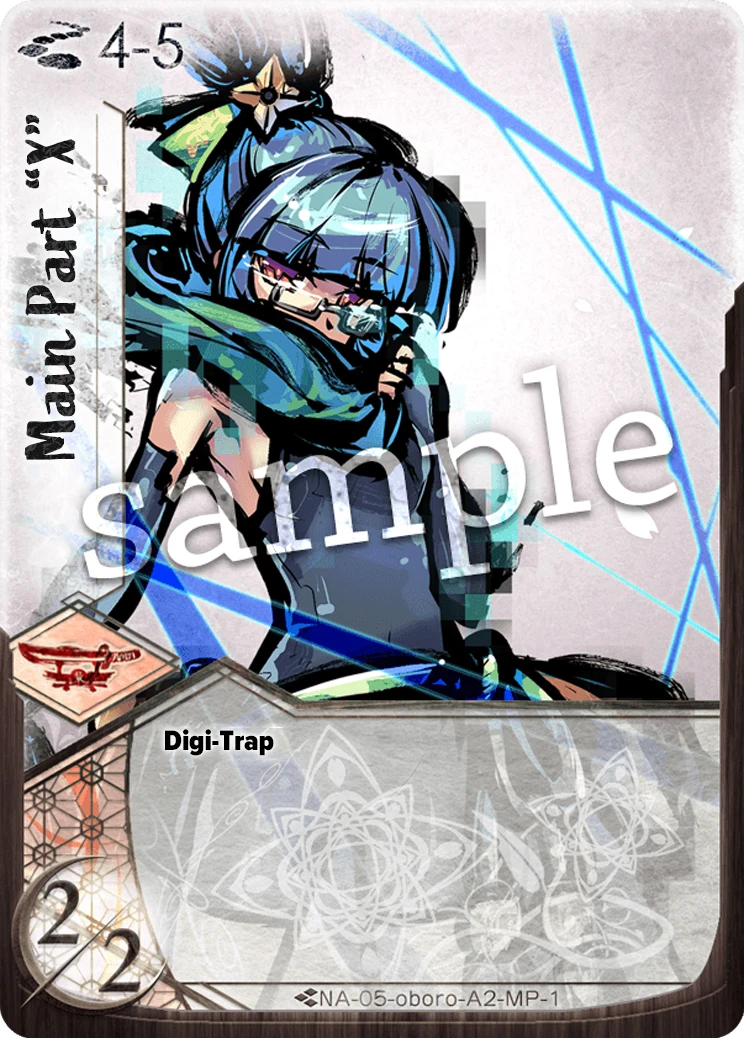 4-5
Main Part “X”
sample
Digi-Trap
2/2
NA-05-oboro-A2-MP-1